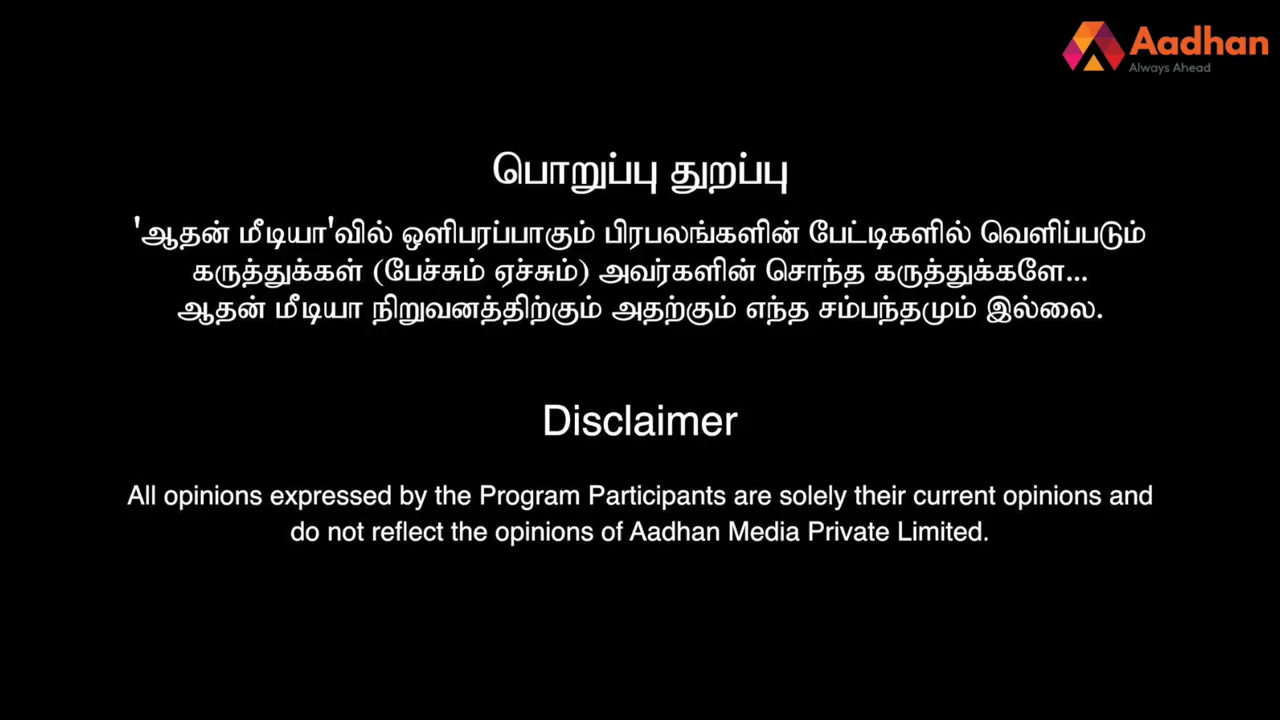 Aadhan
Always Ahead
பொறுப்பு துறப்பு
'ஆதன் மீடியா'வில் ஒளிபரப்பாகும் பிரபலங்களின் பேட்டிகளில் வெளிப்படும்
கருத்துக்கள் (பேச்சும் ஏச்சும்) அவர்களின் சொந்த கருத்துக்களே...
ஆதன் மீடியா நிறுவனத்திற்கும் அதற்கும் எந்த சம்பந்தமும் இல்லை.
Disclaimer
All opinions expressed by the Program Participants are solely their current opinions and
do not reflect the opinions of Aadhan Media Private Limited.